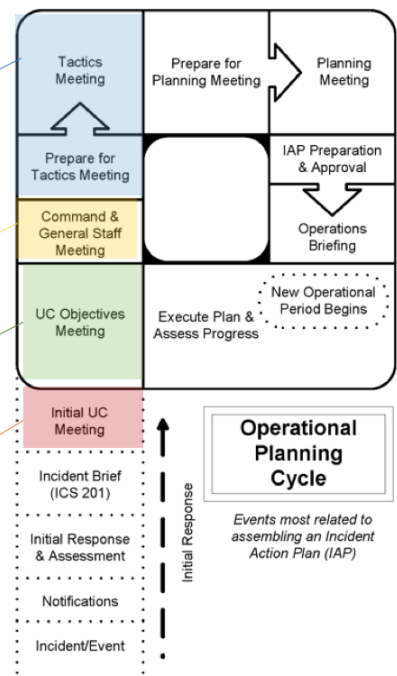 Tactics
Meeting
Prepare for
Planning Meeting
Planning
Meeting
Prepare for
Tactics Meeting
IAP Preparation
& Approval
Command &
General Staff
Meeting
Operations
Briefing
UC Objectives
Meeting
Execute Plan &
Assess Progress
New Operational
Period Begins
Initial UC
Meeting
Incident Brief
(ICS 201)
Initial Response
& Assessment
Notifications
Incident/Event
Initial Response
Operational
Planning
Cycle
Events most related to
assembling an Incident
Action Plan (IAP)